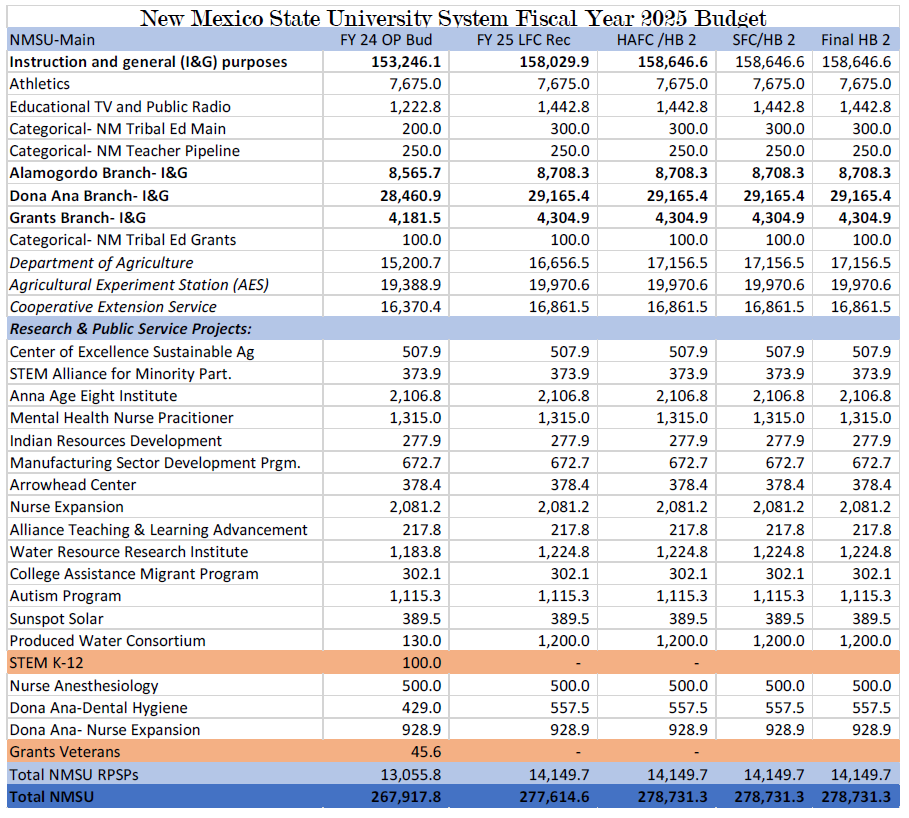 New Mexico State University System Fiscal Year 2025 Budget
NMSU-Main FY 24 OP Bud FY 25 LFC Rec HAFC /HB 2 SFC/HB 2 Final HB 2
Instruction and general (I&G) purposes 153,246.1 158,029.9 158,646.6 158,646.6 158,646.6
Athletics 7,675.0 7,675.0 7,675.0 7,675.0 7,675.0
Educational TV and Public Radio 1,222.8 1,442.8 1,442.8 1,442.8 1,442.8
Categorical- NM Tribal Ed Main 200.0 300.0 300.0 300.0 300.0
Categorical- NM Teacher Pipeline 250.0 250.0 250.0 250.0 250.0
Alamogordo Branch- I&G 8,565.7 8,708.3 8,708.3 8,708.3 8,708.3
Dona Ana Branch- I&G 28,460.9 29,165.4 29,165.4 29,165.4 29,165.4
Grants Branch- I&G 4,181.5 4,304.9 4,304.9 4,304.9 4,304.9
Categorical- NM Tribal Ed Grants 100.0 100.0 100.0 100.0 100.0
Department of Agriculture 15,200.7 16,656.5 17,156.5 17,156.5 17,156.5
Agricultural Experiment Station (AES) 19,388.9 19,970.6 19,970.6 19,970.6 19,970.6
Cooperative Extension Service 16,370.4 16,861.5 16,861.5 16,861.5 16,861.5
Research & Public Service Projects:
Center of Excellence Sustainable Ag 507.9 507.9 507.9 507.9 507.9
STEM Alliance for Minority Part. 373.9 373.9 373.9 373.9 373.9
Anna Age Eight Institute 2,106.8 2,106.8 2,106.8 2,106.8 2,106.8
Mental Health Nurse Pracitioner 1,315.0 1,315.0 1,315.0 1,315.0 1,315.0
Indian Resources Development 277.9 277.9 277.9 277.9 277.9
Manufacturing Sector Development Prgm. 672.7 672.7 672.7 672.7 672.7
Arrowhead Center 378.4 378.4 378.4 378.4 378.4
Nurse Expansion 2,081.2 2,081.2 2,081.2 2,081.2 2,081.2
Alliance Teaching & Learning Advancement 217.8 217.8 217.8 217.8 217.8
Water Resource Research Institute 1,183.8 1,224.8 1,224.8 1,224.8 1,224.8
College Assistance Migrant Program 302.1 302.1 302.1 302.1 302.1
Autism Program 1,115.3 1,115.3 1,115.3 1,115.3 1,115.3
Sunspot Solar 389.5 389.5 389.5 389.5 389.5
Produced Water Consortium 130.0 1,200.0 1,200.0 1,200.0 1,200.0
STEM K-12 100.0 - -
Nurse Anesthesiology 500.0 500.0 500.0 500.0 500.0
Dona Ana-Dental Hygiene 429.0 557.5 557.5 557.5 557.5
Dona Ana- Nurse Expansion 928.9 928.9 928.9 928.9 928.9
Grants Veterans 45.6 - -
Total NMSU RPSPs 13,055.8 14,149.7 14,149.7 14,149.7 14,149.7
Total NMSU 267,917.8 277,614.6 278,731.3 278,731.3 278,731.3